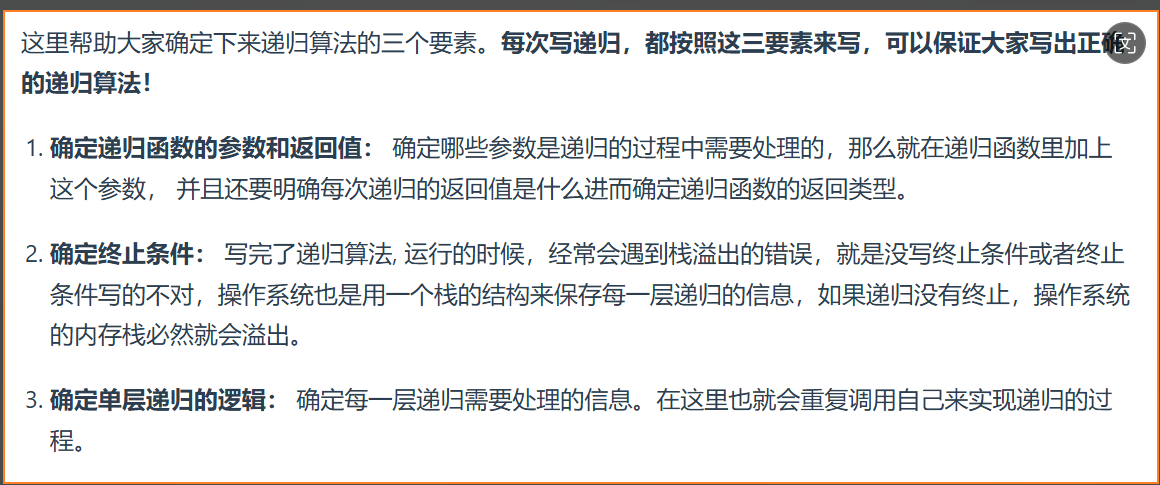 这里帮助大家确定下来递归算法的三个要素。每次写递归，都按照这三要素来写，可以保证大家写出正确
的递归算法！
1. 确定递归函数的参数和返回值： 确定哪些参数是递归的过程中需要处理的，那么就在递归函数里加上
这个参数， 并且还要明确每次递归的返回值是什么进而确定递归函数的返回类型。
2. 确定终止条件： 写完了递归算法, 运行的时候，经常会遇到栈溢出的错误，就是没写终止条件或者终止
条件写的不对，操作系统也是用一个栈的结构来保存每一层递归的信息，如果递归没有终止，操作系统
的内存栈必然就会溢出。
3. 确定单层递归的逻辑： 确定每一层递归需要处理的信息。在这里也就会重复调用自己来实现递归的过
程。